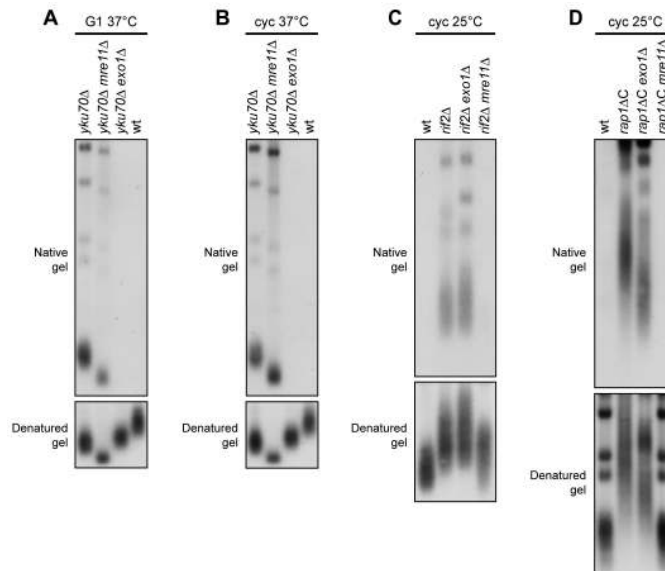 A
G1 37°C
yku70Δ
yku70Δ mre11Δ
yku70Δ exo1Δ
wt
Native
gel
Denatured
gel
B
cyc 37°C
yku70Δ
yku70Δ mre11Δ
yku70Δ exo1Δ
wt
Native
gel
Denatured
gel
C
cyc 25°C
wt
rif2Δ
rif2Δ exo1Δ
rif2Δ mre11Δ
Native
gel
Denatured
gel
D
cyc 25°C
wt
rap1ΔC
rap1ΔC exo1Δ
rap1ΔC mre11Δ
Native
gel
Denatured
gel